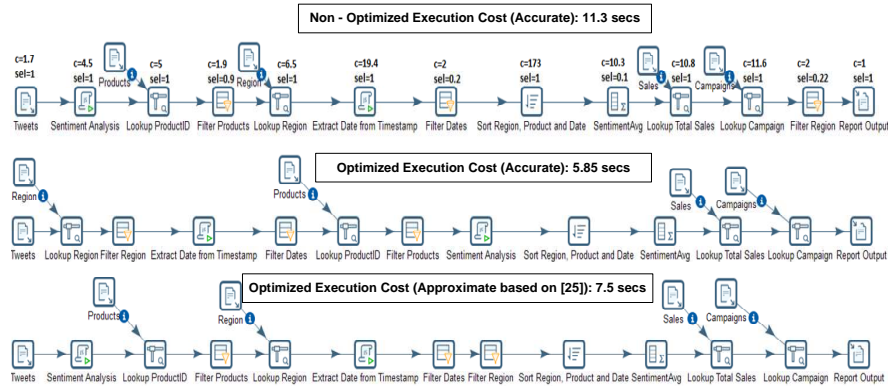 Non - Optimized Execution Cost (Accurate): 11.3 secs
c=1.7 sel=1
c=4.5 sel=1
Products
c=5 sel=1
c=1.9 sel=0.9
Region
c=6.5 sel=1
c=19.4 sel=1
c=2 sel=0.2
c=173 sel=1
c=10.3 sel=0.1
Sales
c=10.8 sel=1
Campaigns
c=11.6 sel=1
c=2 sel=0.22
c=1 sel=1
Tweets Sentiment Analysis Lookup ProductID Filter Products Lookup Region Extract Date from Timestamp Filter Dates Sort Region, Product and Date SentimentAvg Lookup Total Sales Lookup Campaign Filter Region Report Output
Optimized Execution Cost (Accurate): 5.85 secs
Region Products Sales Campaigns
Tweets Lookup Region Filter Region Extract Date from Timestamp Filter Dates Lookup ProductID Filter Products Sentiment Analysis Sort Region, Product and Date SentimentAvg Lookup Total Sales Lookup Campaign Report Output
Optimized Execution Cost (Approximate based on [25]): 7.5 secs
Products Region Sales Campaigns
Tweets Sentiment Analysis Lookup ProductID Filter Products Lookup Region Extract Date from Timestamp Filter Dates Filter Region Sort Region, Product and Date SentimentAvg Lookup Total Sales Lookup Campaign Report Output